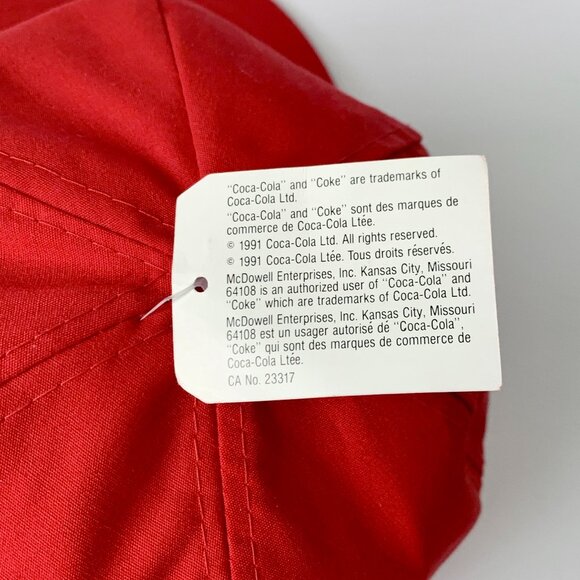 "Coca-Cola" and "Coke" are trademarks of
Coca-Cola Ltd.
"Coca-Cola" and "Coke" sont des marques de
commerce de Coca-Cola Ltée.
© 1991 Coca-Cola Ltd. All rights reserved.
© 1991 Coca-Cola Ltée. Tous droits réservés.
McDowell Enterprises, Inc. Kansas City, Missouri
64108 is an authorized user of "Coca-Cola" and
"Coke" which are trademarks of Coca-Cola Ltd.
McDowell Enterprises, Inc. Kansas City, Missouri
64108 est un usager autorisé de "Coca-Cola",
"Coke" qui sont des marques de commerce de
Coca-Cola Ltée.
CA No. 23317